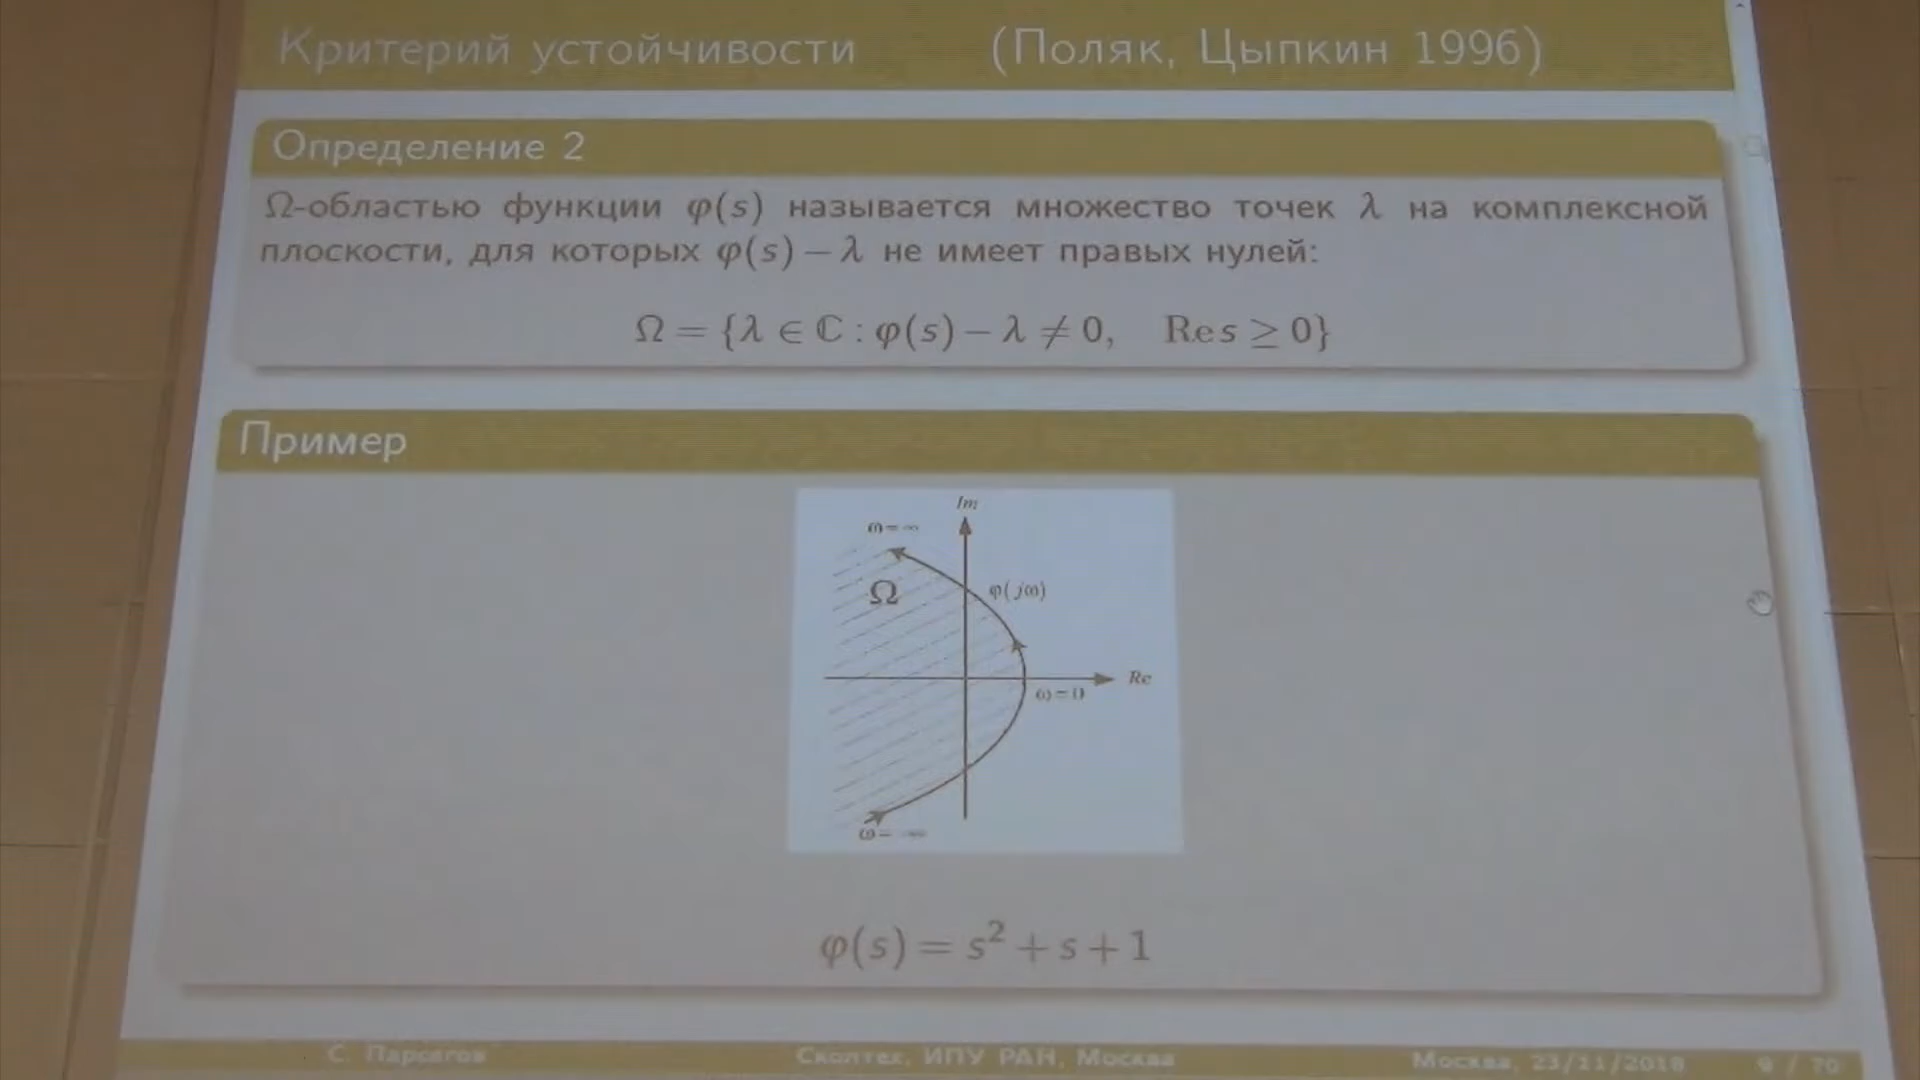 Критерий устойчивости (Поляк, Цыпкин 1996)
Определение 2
Ω-областью функции φ(s) называется множество точек λ на комплексной
плоскости, для которых φ(s) − λ не имеет правых нулей:
Ω = {λ ∈ ℂ : φ(s) − λ ≠ 0, Re s ≥ 0}
Пример
Im
ω = ∞
Ω
φ(jω)
Re
ω = 0
ω = −∞
φ(s) = s² + s + 1
С. Парсегов Сколтех, ИПУ РАН, Москва Москва, 23/11/2018 9 / 70